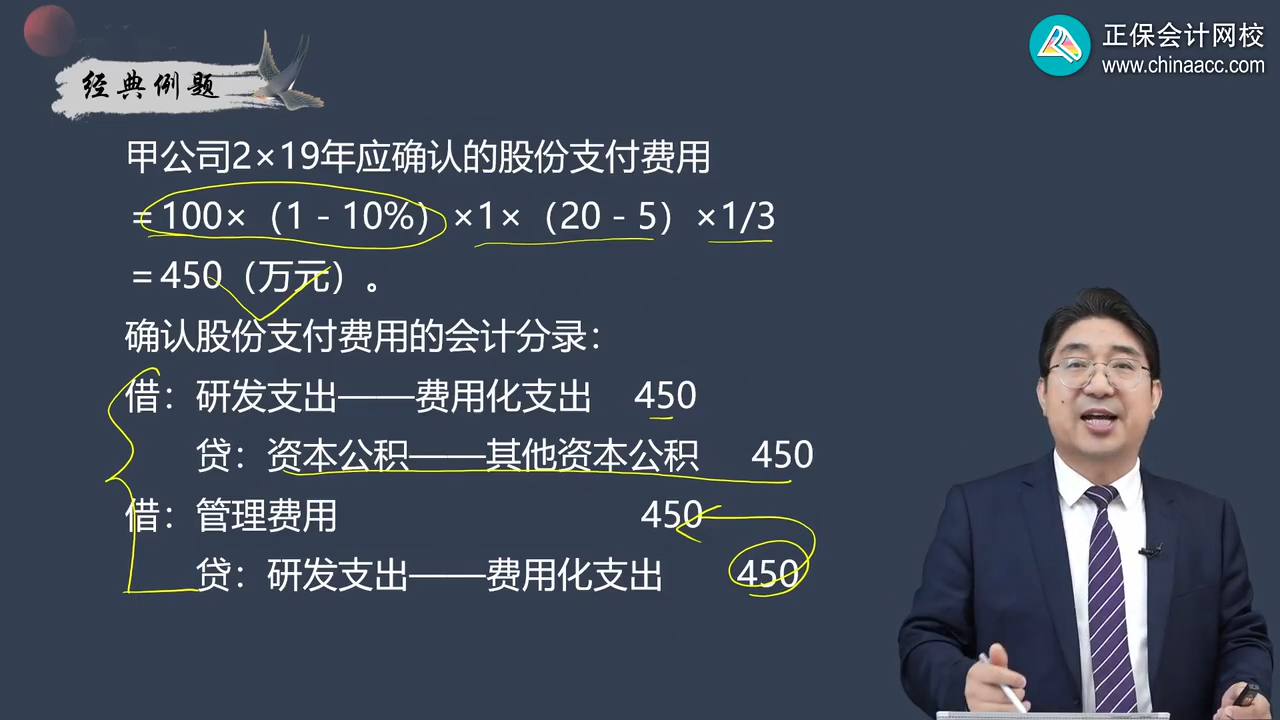 正保会计网校
www.chinaacc.com
经典例题
甲公司2×19年应确认的股份支付费用
=100×（1-10%）×1×（20-5）×1/3
=450（万元）。
确认股份支付费用的会计分录：
借：研发支出——费用化支出 450
贷：资本公积——其他资本公积 450
借：管理费用 450
贷：研发支出——费用化支出 450